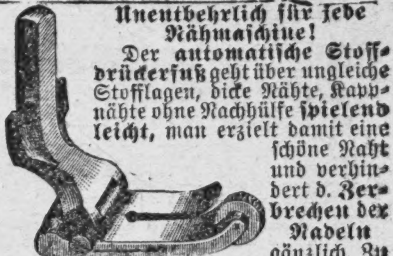 Unentbehrlich für jede
Nähmaschine!
Der automatische Stoff-
drückerfuß geht über ungleiche
Stofflagen, dicke Nähte, Kapp-
nähte ohne Nachhülfe spielend
leicht, man erzielt damit eine
schöne Naht
und verhin-
dert d. Zer-
brechen der
Nadeln
gänzlich. Zu